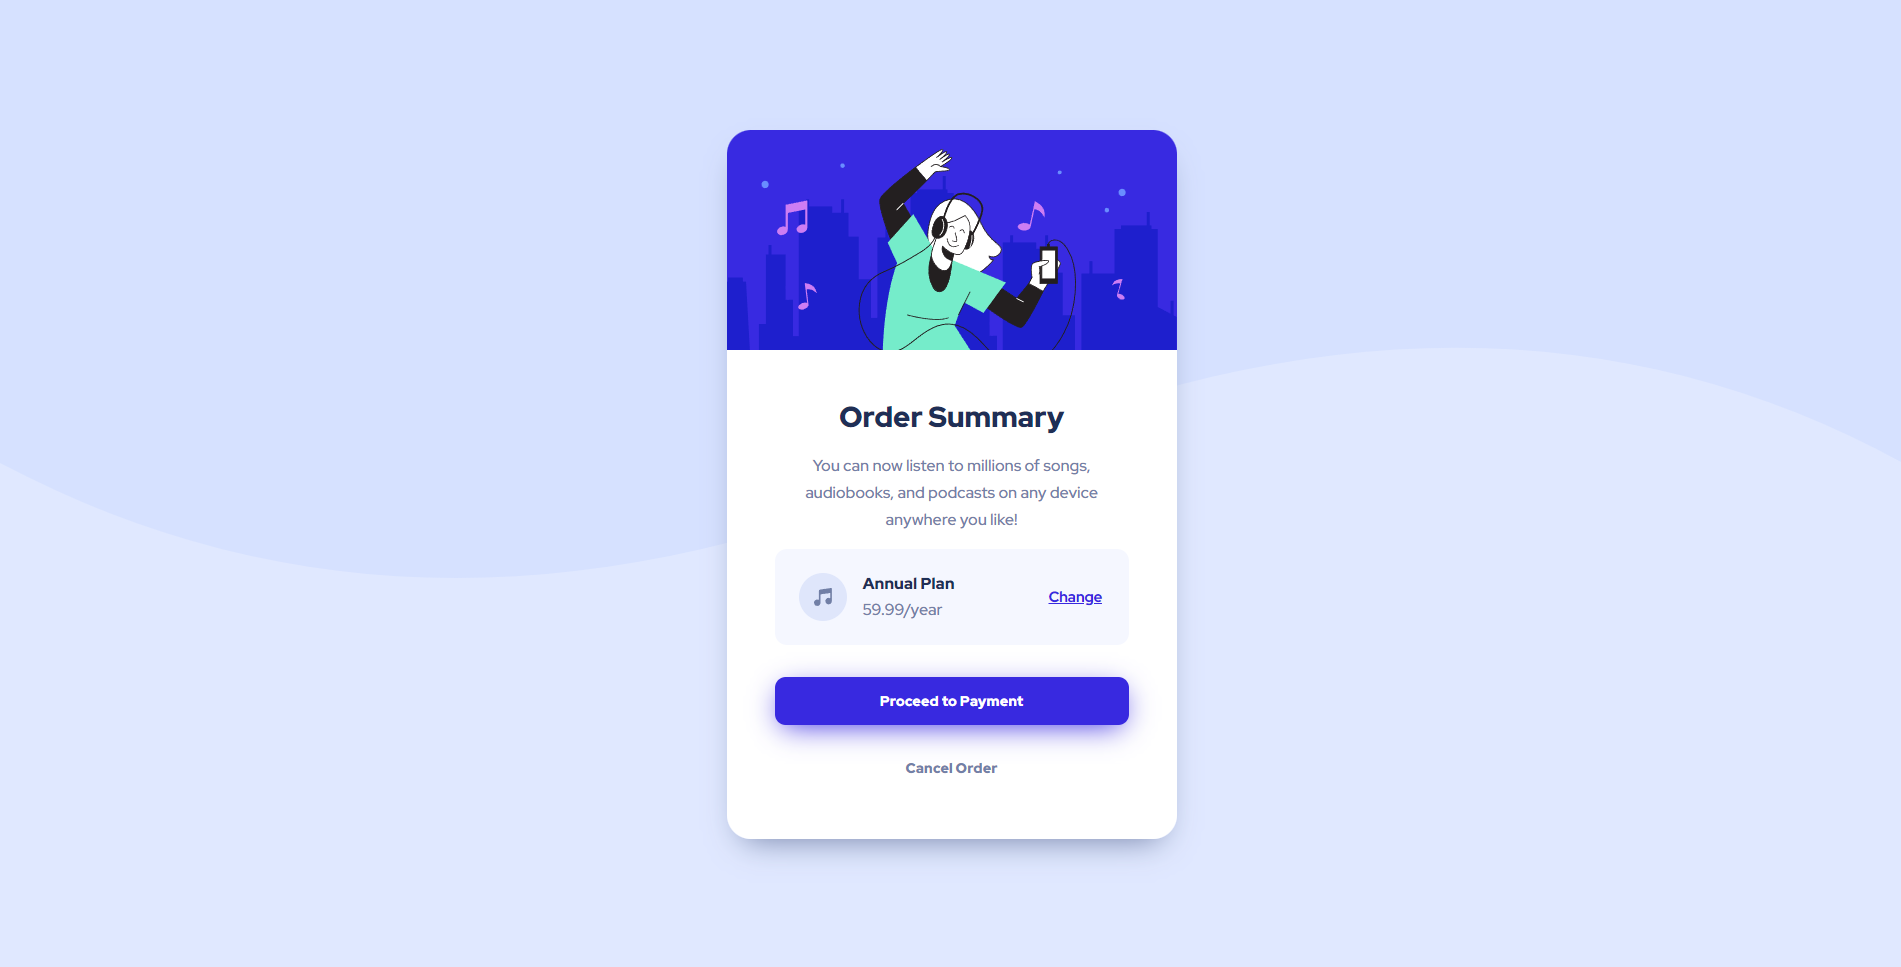 Order Summary
You can now listen to millions of songs,
audiobooks, and podcasts on any device
anywhere you like!
Annual Plan
59.99/year
Change
Proceed to Payment
Cancel Order